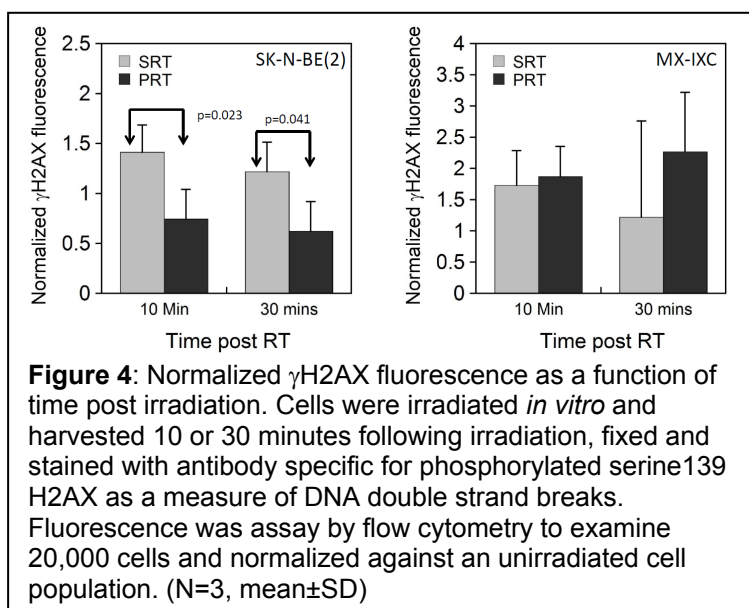 SK-N-BE(2)
SRT
PRT
p=0.023
p=0.041
Normalized γH2AX fluorescence
2.5
2
1.5
1
0.5
0
10 Min
30 mins
Time post RT
MX-IXC
SRT
PRT
Normalized γH2AX fluorescence
4
3.5
3
2.5
2
1.5
1
0.5
0
10 Min
30 mins
Time post RT
Figure 4: Normalized γH2AX fluorescence as a function of
time post irradiation. Cells were irradiated in vitro and
harvested 10 or 30 minutes following irradiation, fixed and
stained with antibody specific for phosphorylated serine139
H2AX as a measure of DNA double strand breaks.
Fluorescence was assay by flow cytometry to examine
20,000 cells and normalized against an unirradiated cell
population. (N=3, mean±SD)